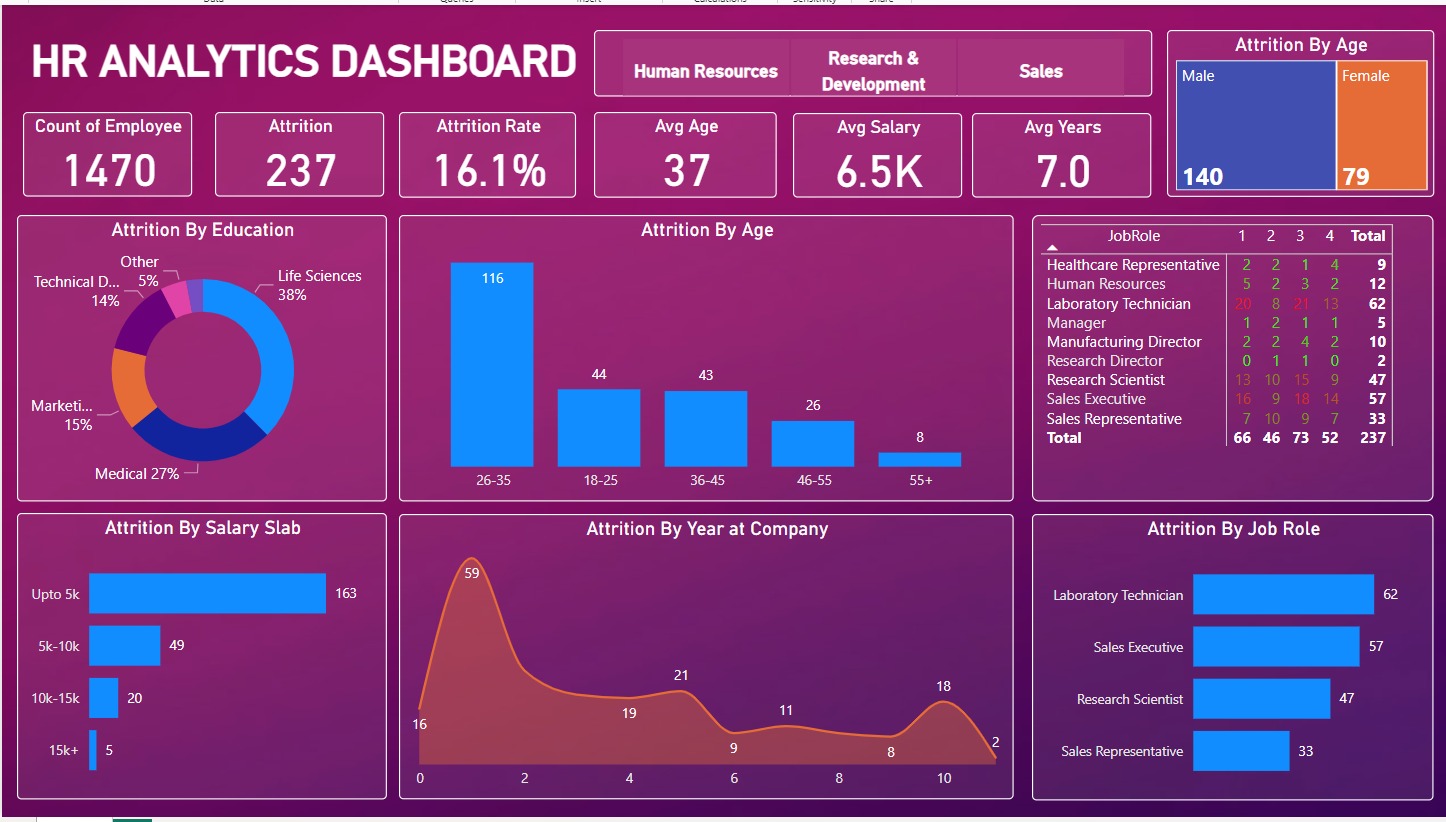 Data
Queries
Insert
Calculations
Sensitivity
Share
HR ANALYTICS DASHBOARD
Human Resources
Research &
Development
Sales
Attrition By Age
Male
Female
140
79
Count of Employee
1470
Attrition
237
Attrition Rate
16.1%
Avg Age
37
Avg Salary
6.5K
Avg Years
7.0
Attrition By Education
Other
5%
Life Sciences
38%
Technical D...
14%
Marketi...
15%
Medical 27%
Attrition By Age
116
44
43
26
8
26-35
18-25
36-45
46-55
55+
JobRole 1 2 3 4 Total
Healthcare Representative 2 2 1 4 9
Human Resources 5 2 3 2 12
Laboratory Technician 20 8 21 13 62
Manager 1 2 1 1 5
Manufacturing Director 2 2 4 2 10
Research Director 0 1 1 0 2
Research Scientist 13 10 15 9 47
Sales Executive 16 9 18 14 57
Sales Representative 7 10 9 7 33
Total 66 46 73 52 237
Attrition By Salary Slab
Upto 5k 163
5k-10k 49
10k-15k 20
15k+ 5
Attrition By Year at Company
59
16
19
21
9
11
8
18
2
0 2 4 6 8 10
Attrition By Job Role
Laboratory Technician 62
Sales Executive 57
Research Scientist 47
Sales Representative 33